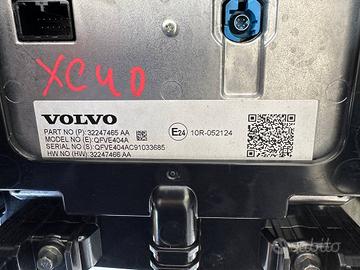 XC40
VOLVO
PART NO (P): 32247465 AA
MODEL NO (E): QFVE404A
SERIAL NO (S): QFVE404AC91033685
HW NO (HW): 32247466 AA
E24
10R-052124
subito